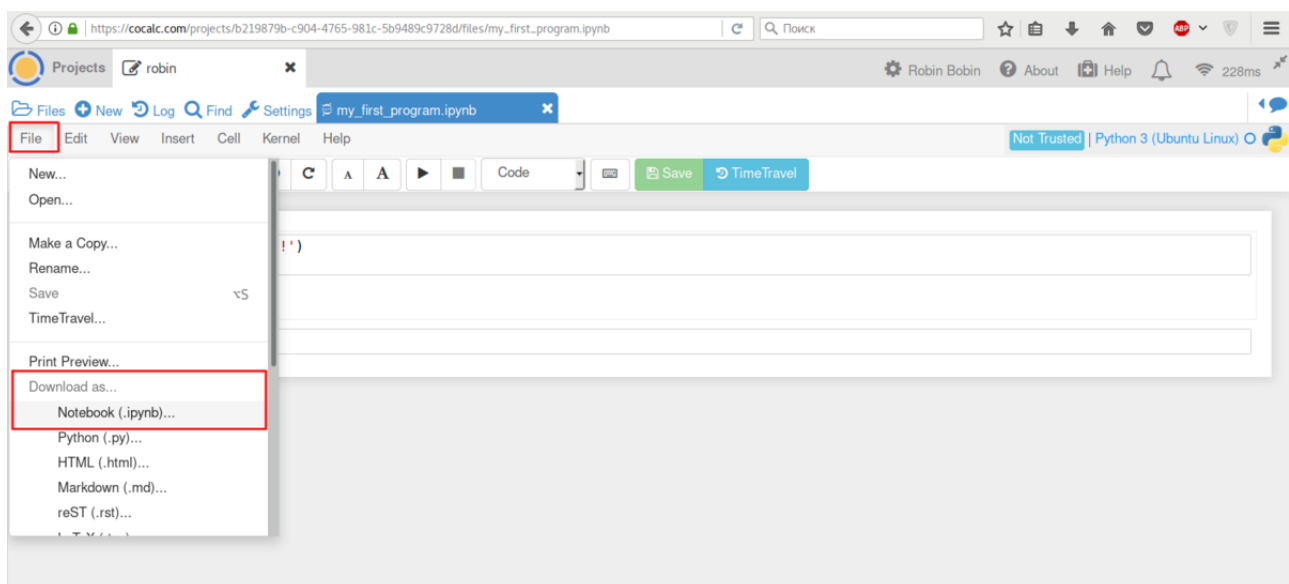 https://cocalc.com/projects/b219879b-c904-4765-981c-5b9489c9728d/files/my_first_program.ipynb
Поиск
ABP
Projects robin
Robin Bobin About Help 228ms
Files New Log Find Settings my_first_program.ipynb
File Edit View Insert Cell Kernel Help
Not Trusted | Python 3 (Ubuntu Linux)
New...
A A Code Save TimeTravel
Open...
Make a Copy...
!')
Rename...
Save ⌥S
TimeTravel...
Print Preview...
Download as...
Notebook (.ipynb)...
Python (.py)...
HTML (.html)...
Markdown (.md)...
reST (.rst)...